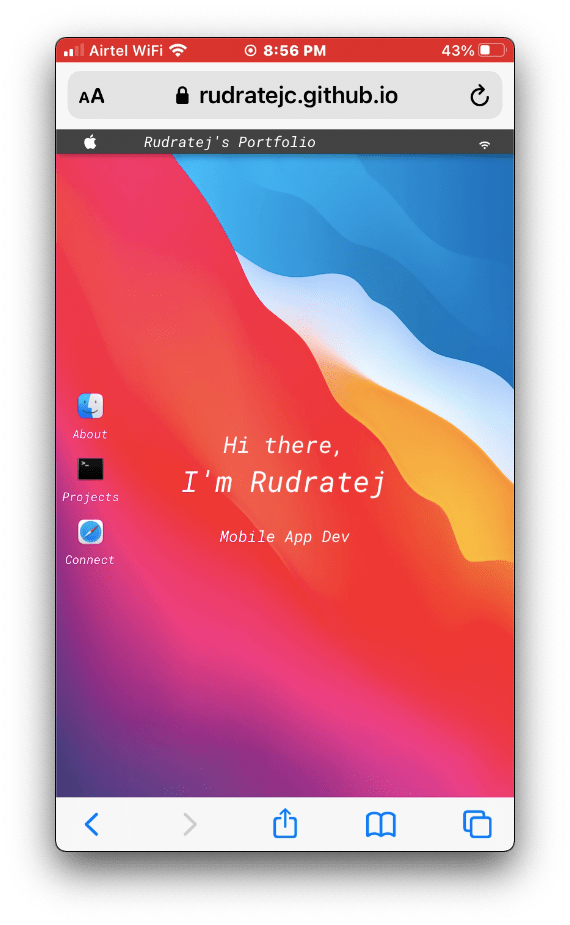 Airtel WiFi 8:56 PM 43%
AA rudratejc.github.io
Rudratej's Portfolio
Hi there,
I'm Rudratej
Mobile App Dev
About
>_
Projects
Connect